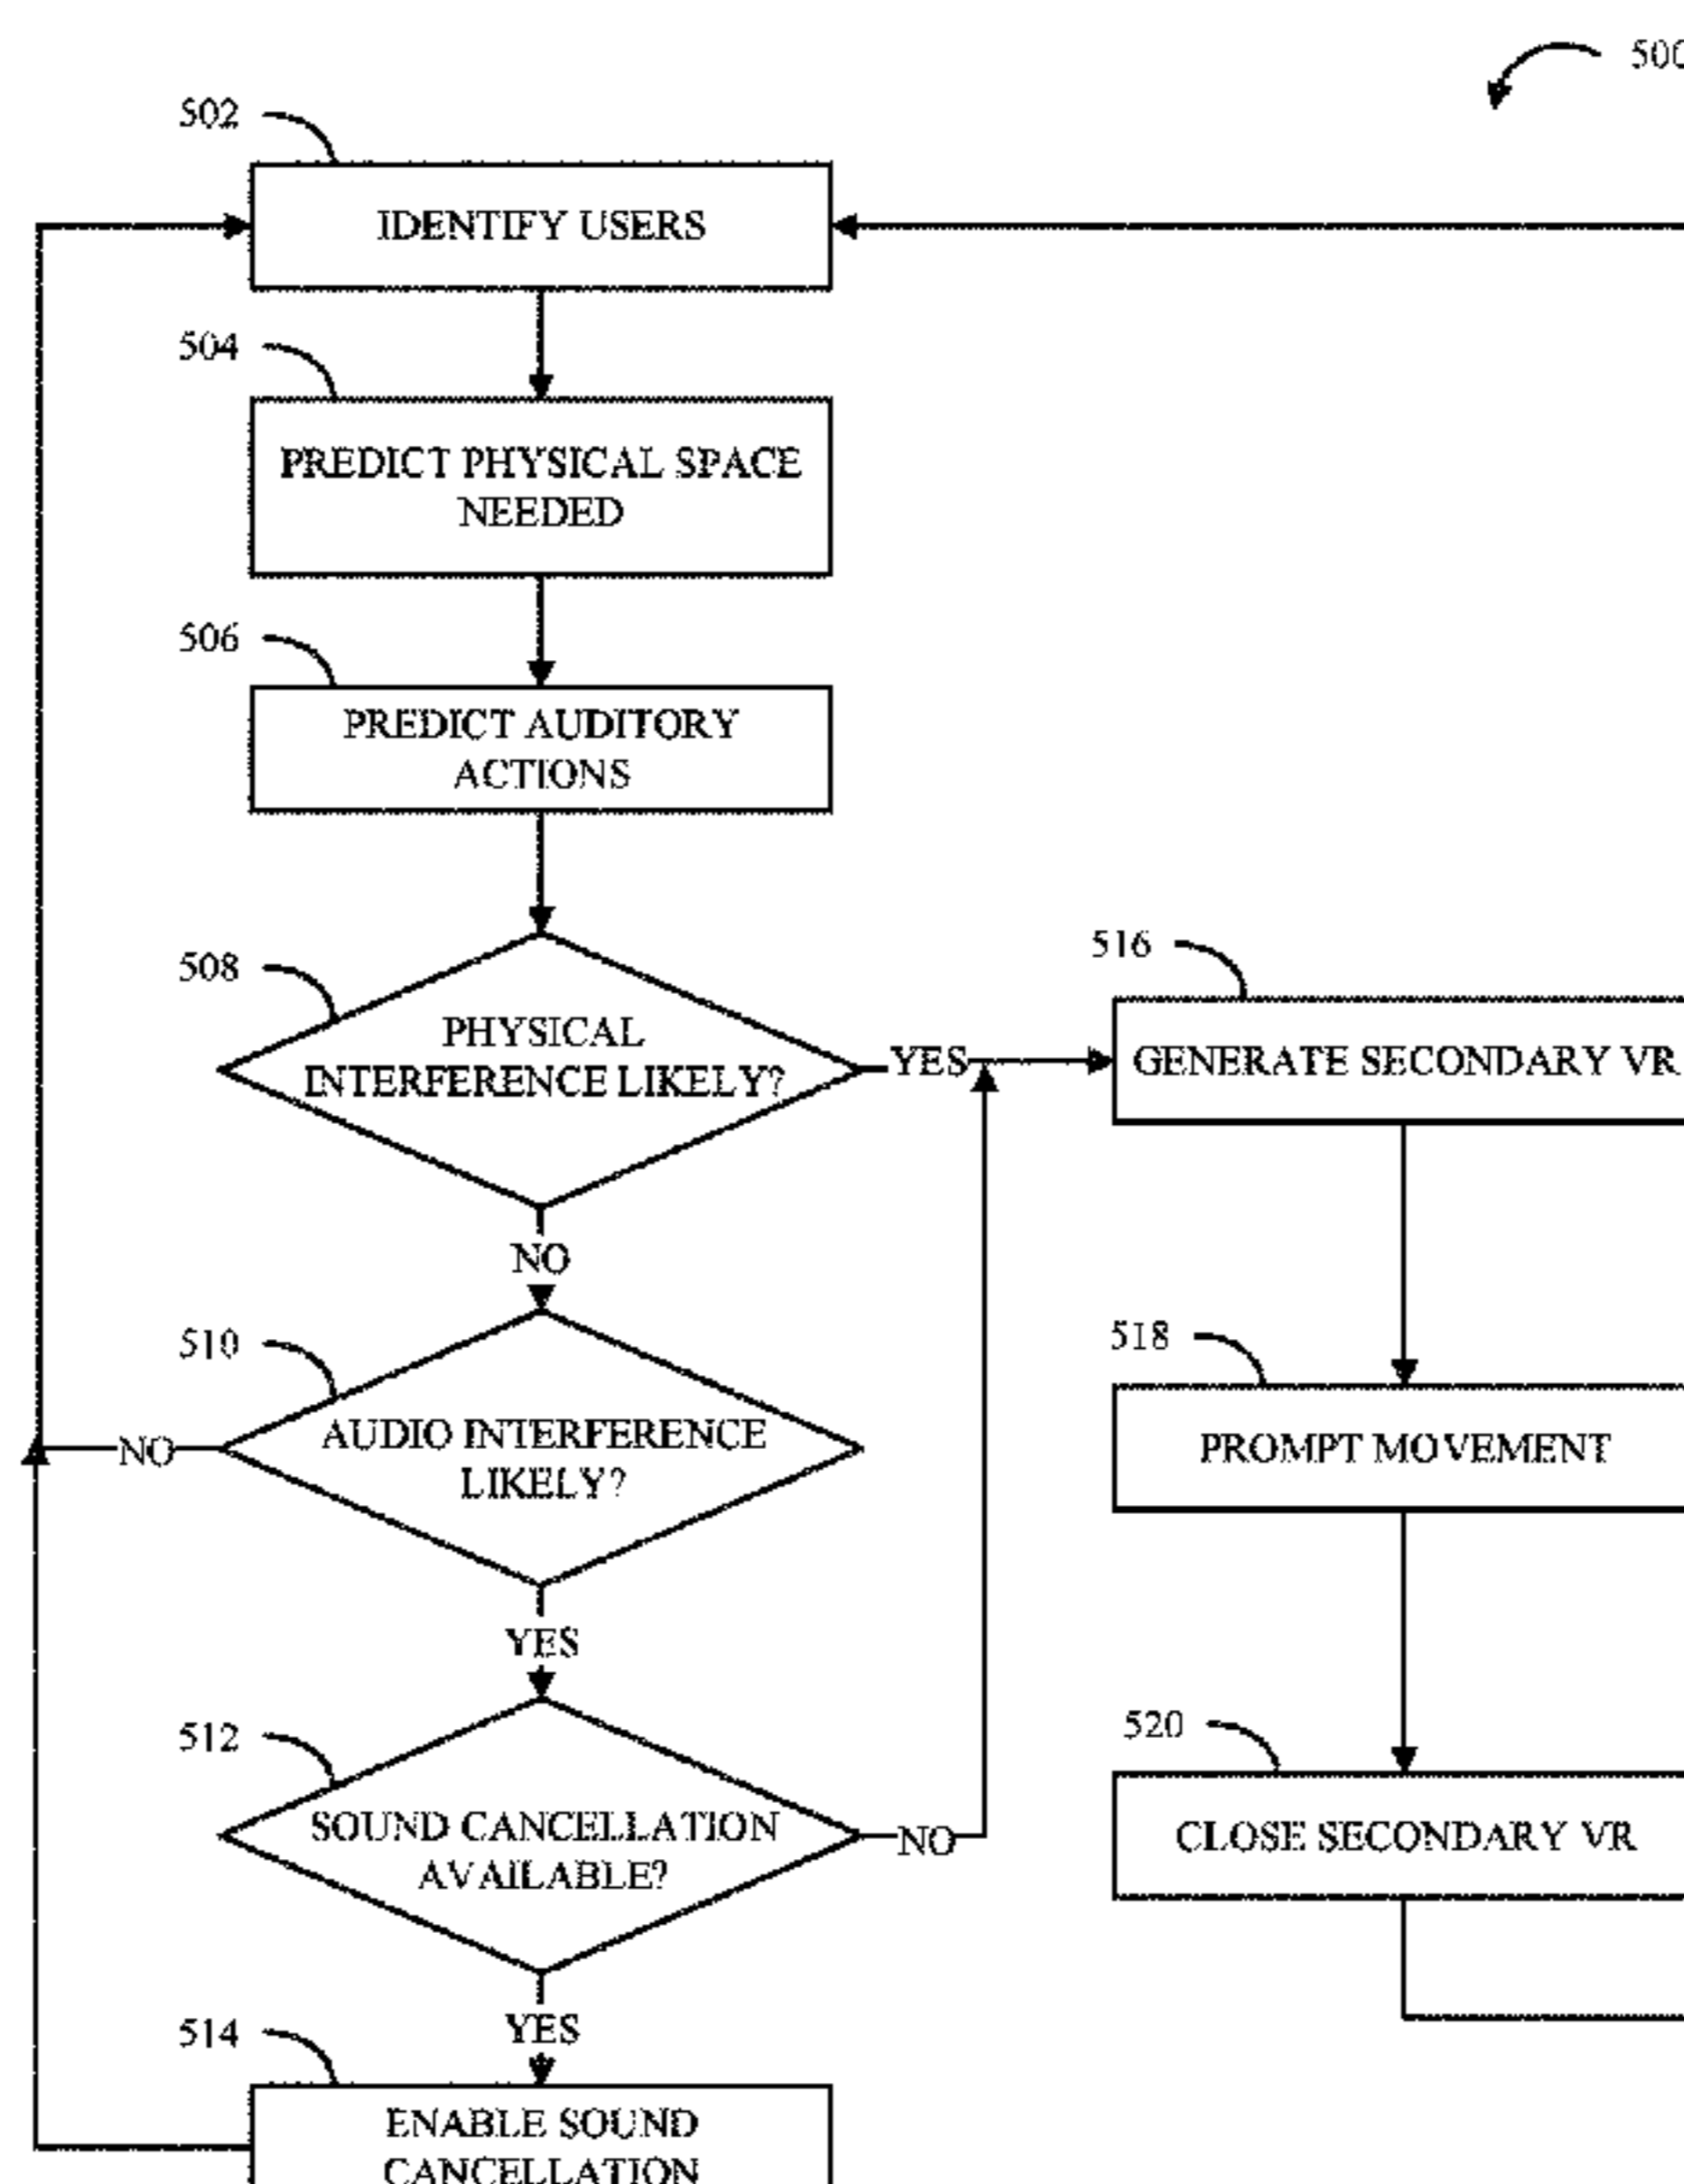 500
502
IDENTIFY USERS
504
PREDICT PHYSICAL SPACE
NEEDED
506
PREDICT AUDITORY
ACTIONS
508
PHYSICAL
INTERFERENCE LIKELY?
YES
516
GENERATE SECONDARY VR
NO
510
AUDIO INTERFERENCE
LIKELY?
NO
518
PROMPT MOVEMENT
YES
512
SOUND CANCELLATION
AVAILABLE?
NO
520
CLOSE SECONDARY VR
YES
514
ENABLE SOUND
CANCELLATION